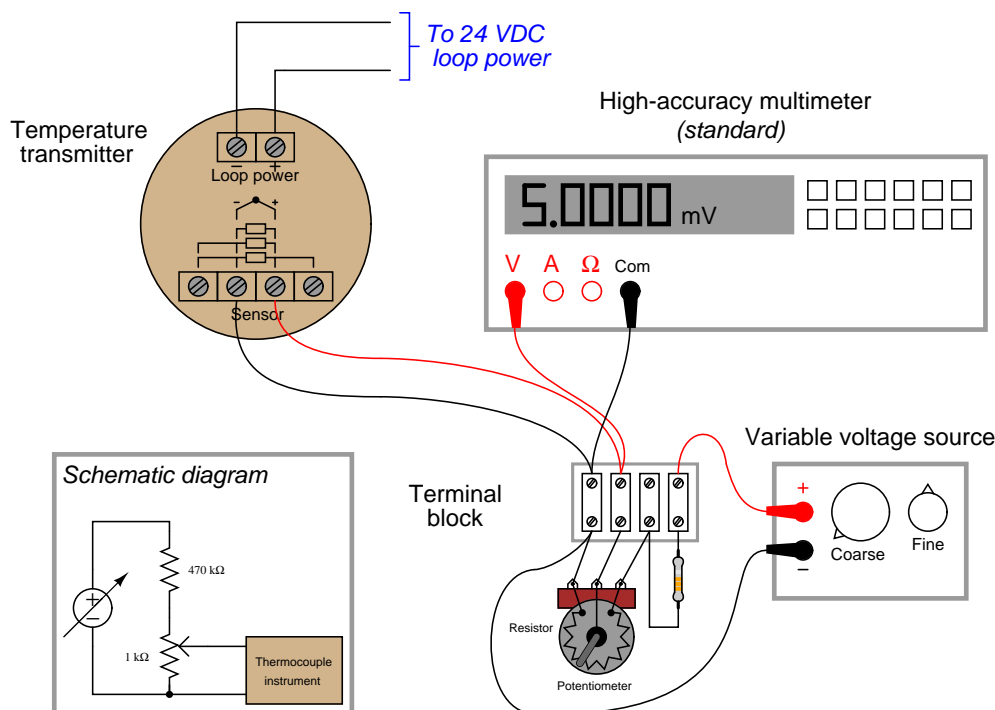 To 24 VDC
loop power
Temperature
transmitter
− +
Loop power
- +
Sensor
High-accuracy multimeter
(standard)
5.0000 mV
V A Ω Com
Variable voltage source
+
−
Coarse
Fine
Terminal
block
Resistor
Potentiometer
Schematic diagram
470 kΩ
+
−
1 kΩ
Thermocouple
instrument